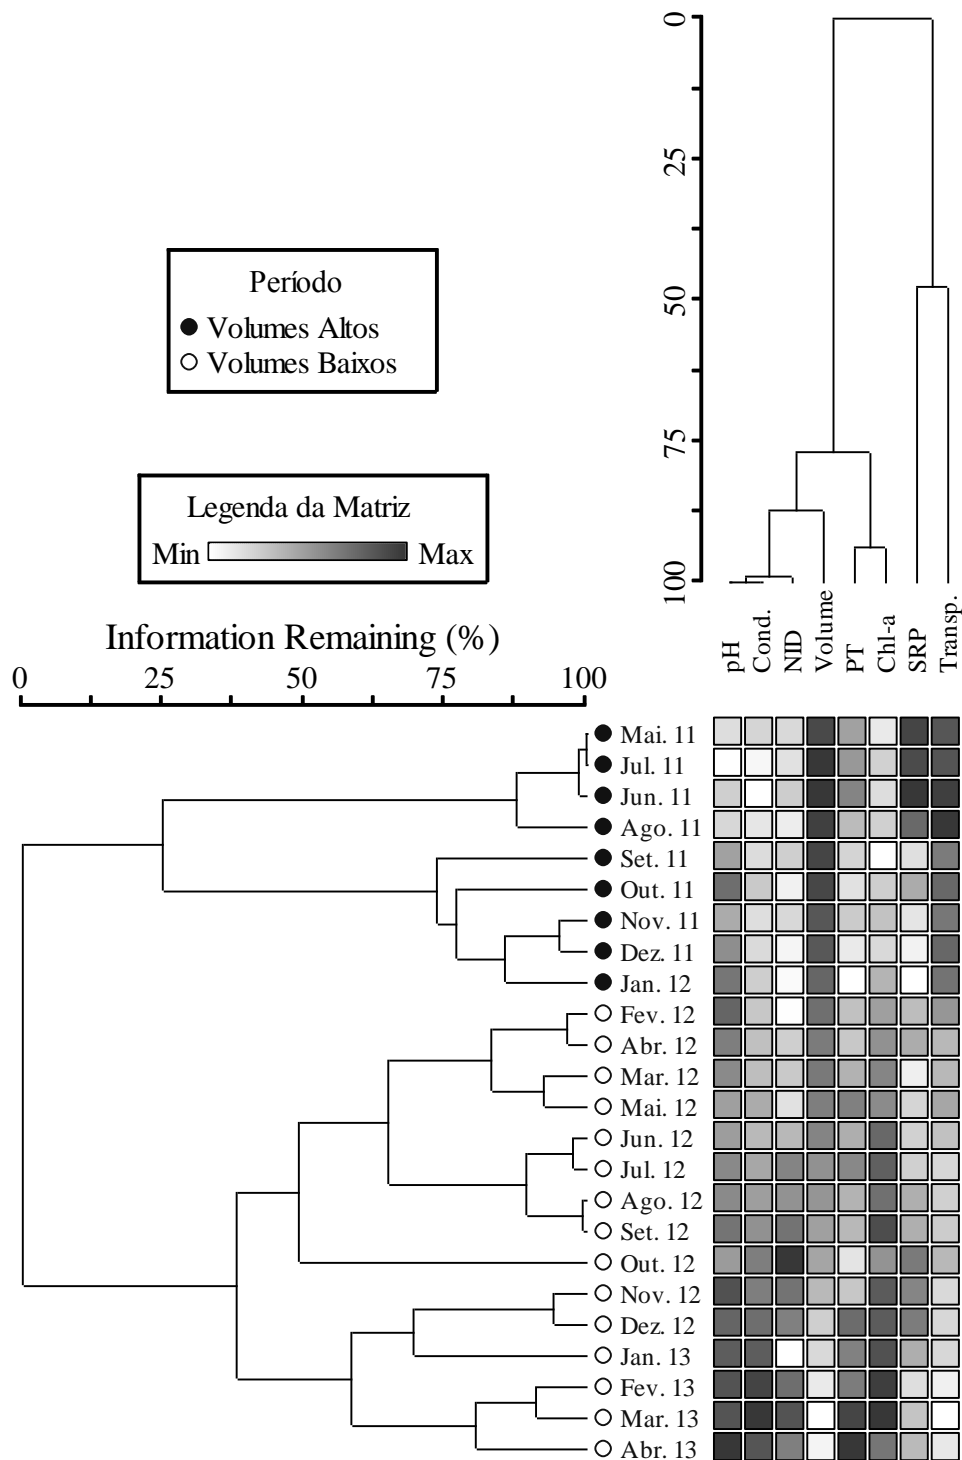 0
25
50
75
100
Período
Volumes Altos
Volumes Baixos
Legenda da Matriz
Min Max
pH
Cond.
NID
Volume
PT
Chl-a
SRP
Transp.
Information Remaining (%)
0 25 50 75 100
Mai. 11
Jul. 11
Jun. 11
Ago. 11
Set. 11
Out. 11
Nov. 11
Dez. 11
Jan. 12
Fev. 12
Abr. 12
Mar. 12
Mai. 12
Jun. 12
Jul. 12
Ago. 12
Set. 12
Out. 12
Nov. 12
Dez. 12
Jan. 13
Fev. 13
Mar. 13
Abr. 13